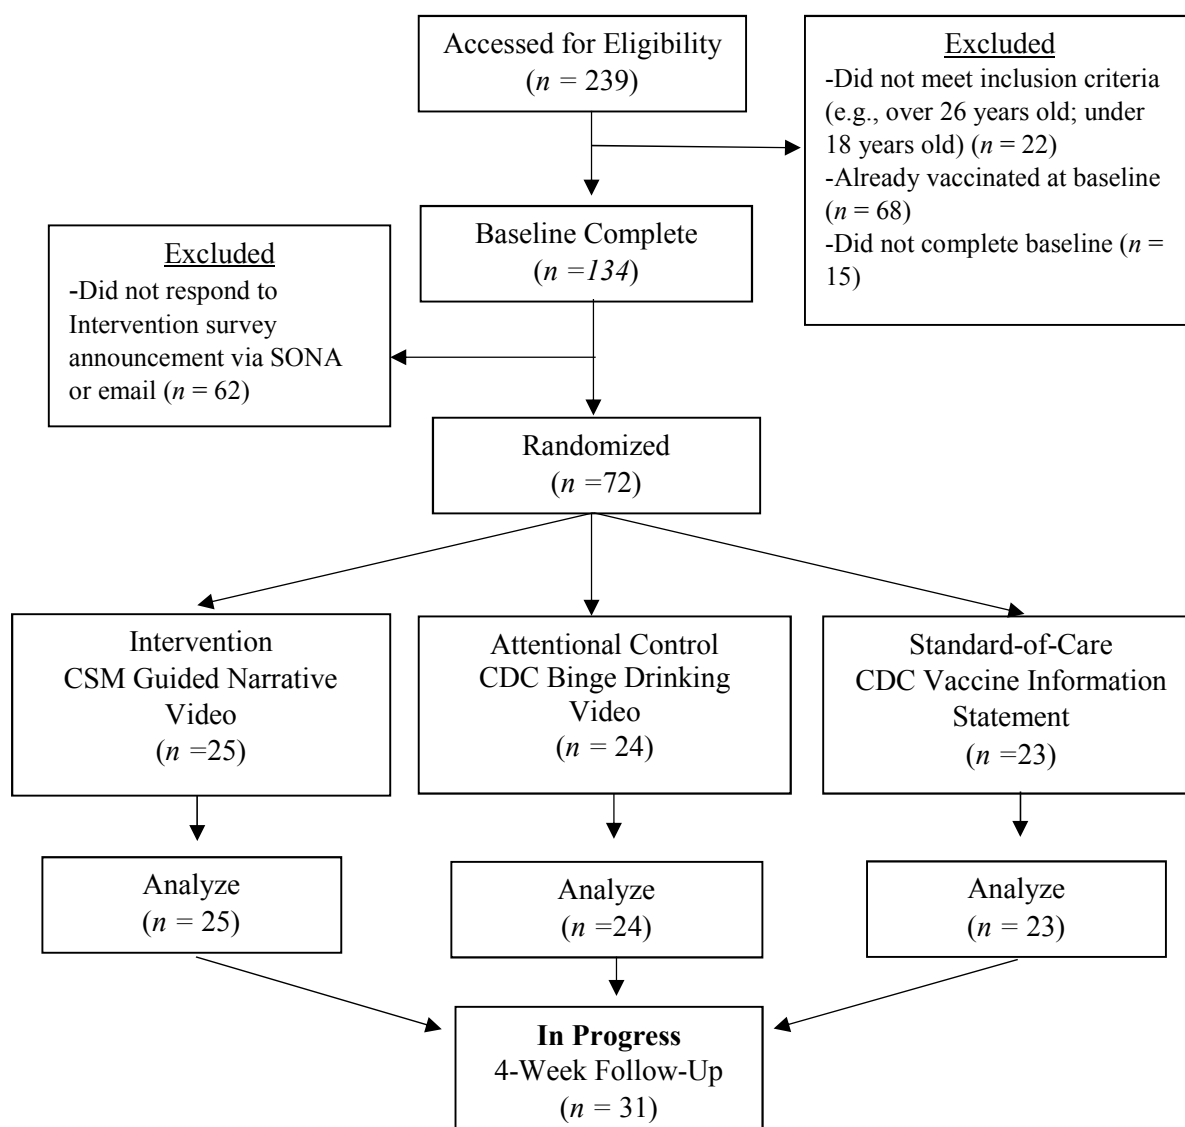 Accessed for Eligibility
(n = 239)
Excluded
-Did not meet inclusion criteria
(e.g., over 26 years old; under
18 years old) (n = 22)
-Already vaccinated at baseline
(n = 68)
-Did not complete baseline (n =
15)
Baseline Complete
(n =134)
Excluded
-Did not respond to
Intervention survey
announcement via SONA
or email (n = 62)
Randomized
(n =72)
Intervention
CSM Guided Narrative
Video
(n =25)
Attentional Control
CDC Binge Drinking
Video
(n = 24)
Standard-of-Care
CDC Vaccine Information
Statement
(n =23)
Analyze
(n = 25)
Analyze
(n =24)
Analyze
(n = 23)
In Progress
4-Week Follow-Up
(n = 31)